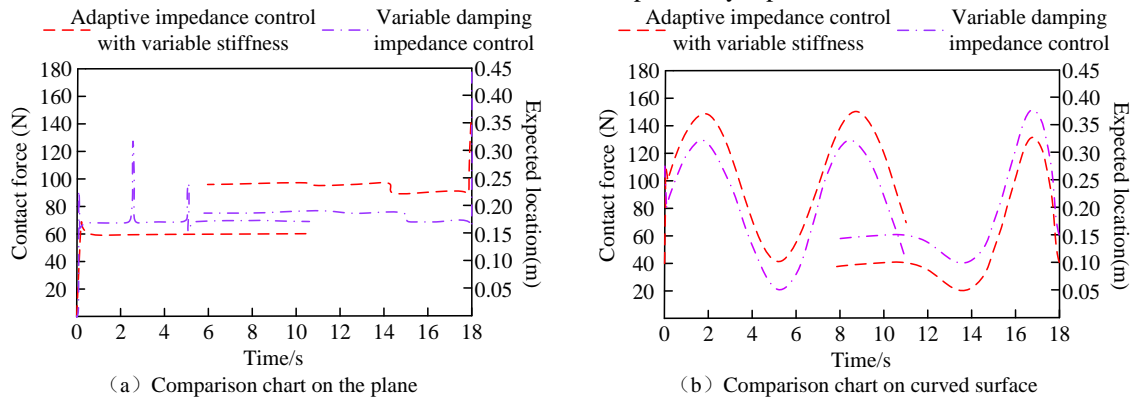 Adaptive impedance control
with variable stiffness
Variable damping
impedance control
180
160
140
120
100
80
60
40
20
0.45
0.40
0.35
0.30
0.25
0.20
0.15
0.10
0.05
Contact force (N)
Expected location(m)
0 2 4 6 8 10 12 14 16 18
Time/s
（a）Comparison chart on the plane
Adaptive impedance control
with variable stiffness
Variable damping
impedance control
180
160
140
120
100
80
60
40
20
0.45
0.40
0.35
0.30
0.25
0.20
0.15
0.10
0.05
Contact force (N)
Expected location(m)
0 2 4 6 8 10 12 14 16 18
Time/s
（b）Comparison chart on curved surface